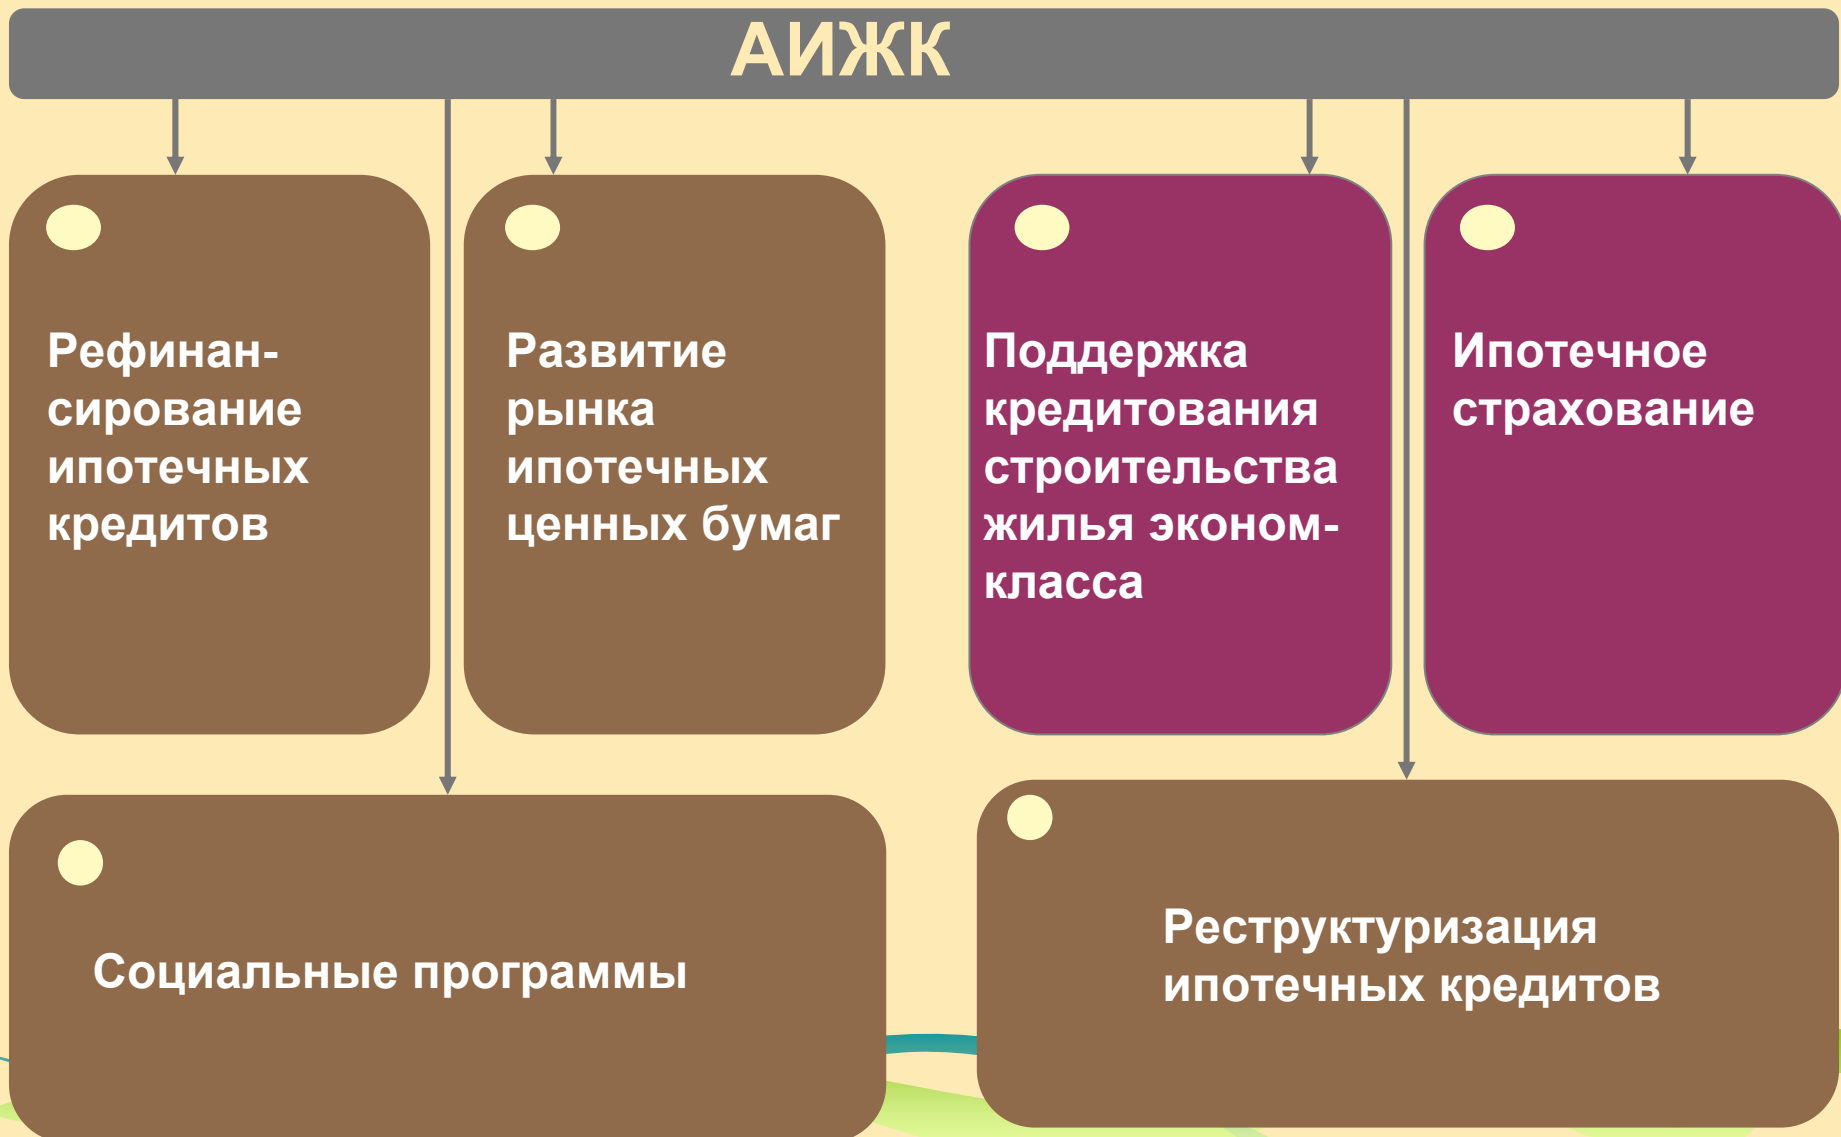 АИЖК
Рефинан-
сирование
ипотечных
кредитов
Развитие
рынка
ипотечных
ценных бумаг
Поддержка
кредитования
строительства
жилья эконом-
класса
Ипотечное
страхование
Социальные программы
Реструктуризация
ипотечных кредитов